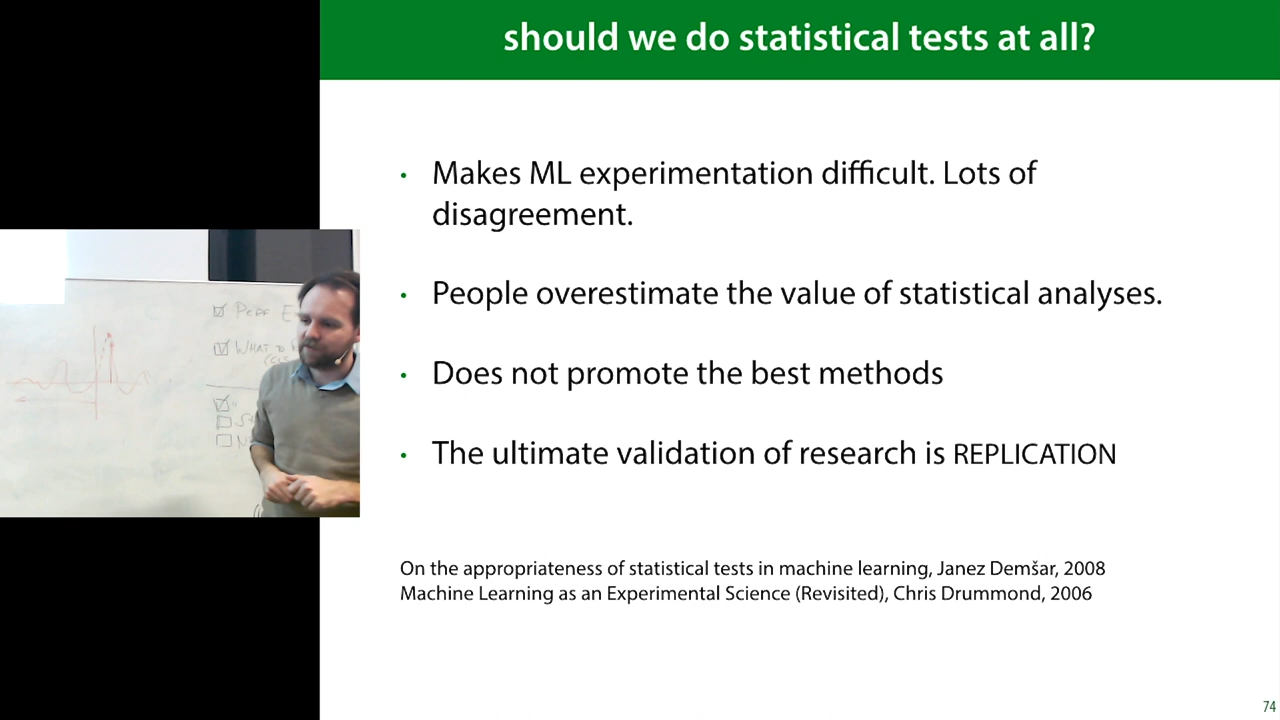 should we do statistical tests at all?
• Makes ML experimentation difficult. Lots of
disagreement.
• People overestimate the value of statistical analyses.
• Does not promote the best methods
• The ultimate validation of research is REPLICATION
On the appropriateness of statistical tests in machine learning, Janez Demšar, 2008
Machine Learning as an Experimental Science (Revisited), Chris Drummond, 2006
74
PERF E
WHAT